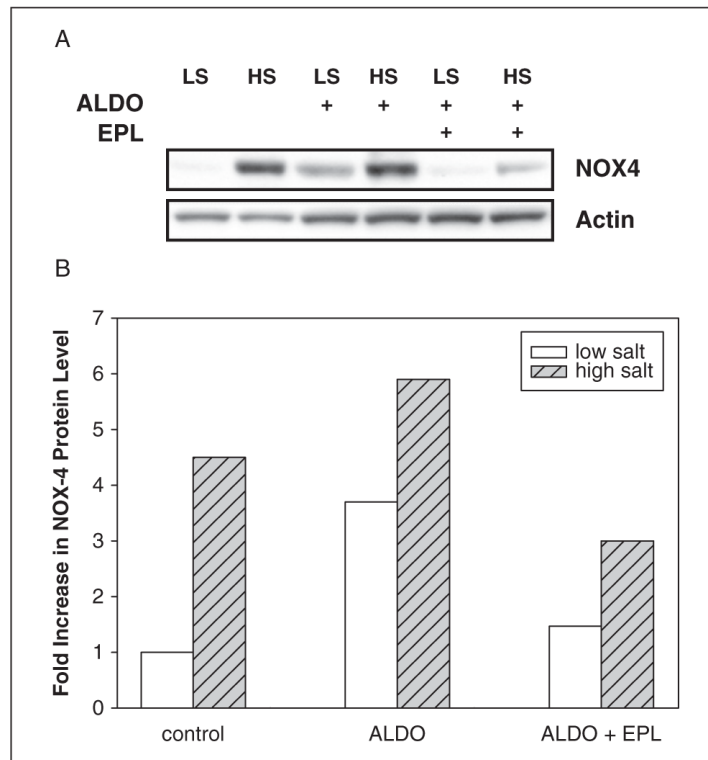 A
LS HS LS HS LS HS
ALDO + + + +
EPL + +
NOX4
Actin
B
Fold Increase in NOX-4 Protein Level
7
6
5
4
3
2
1
0
low salt
high salt
control ALDO ALDO + EPL